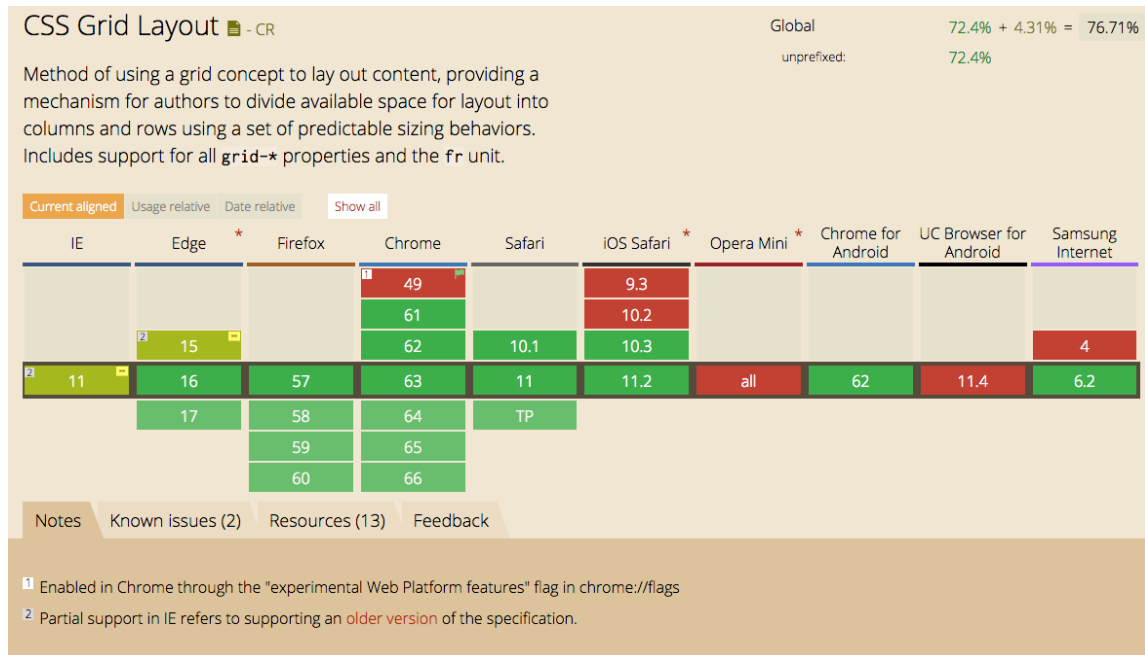 CSS Grid Layout - CR
Global 72.4% + 4.31% = 76.71%
unprefixed: 72.4%
Method of using a grid concept to lay out content, providing a
mechanism for authors to divide available space for layout into
columns and rows using a set of predictable sizing behaviors.
Includes support for all grid-* properties and the fr unit.
Current aligned Usage relative Date relative Show all
IE Edge * Firefox Chrome Safari iOS Safari * Opera Mini * Chrome for Android UC Browser for Android Samsung Internet
1 49 9.3
61 10.2
2 15 62 10.1 10.3 4
2 11 16 57 63 11 11.2 all 62 11.4 6.2
17 58 64 TP
59 65
60 66
Notes Known issues (2) Resources (13) Feedback
1 Enabled in Chrome through the "experimental Web Platform features" flag in chrome://flags
2 Partial support in IE refers to supporting an older version of the specification.